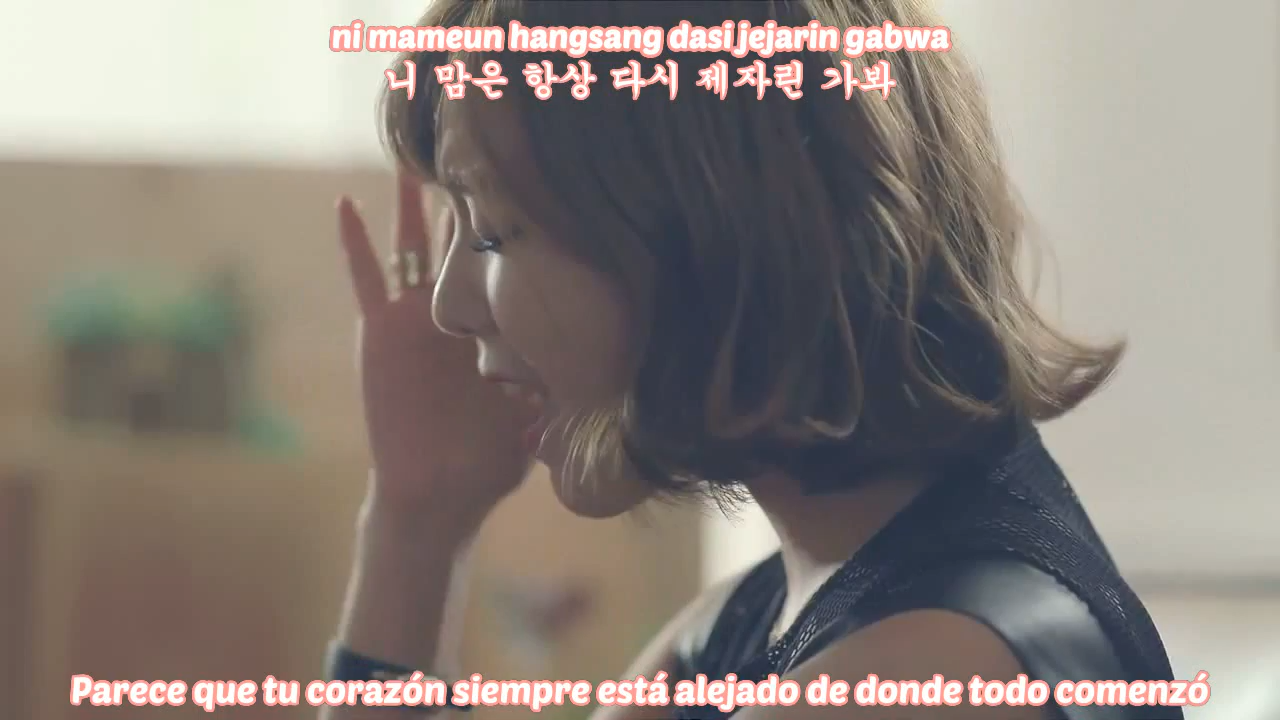 ni mameun hangsang dasi jejarin gabwa
니 맘은 항상 다시 제자린 가봐
Parece que tu corazón siempre está alejado de donde todo comenzó